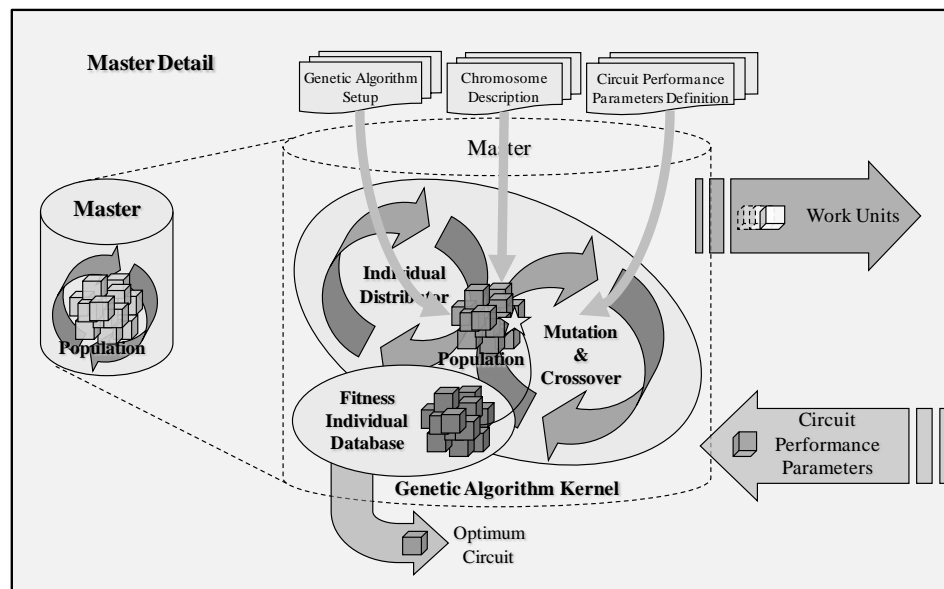 Master Detail
Genetic Algorithm
Setup
Chromosome
Description
Circuit Performance
Parameters Definition
Master
Master
Work Units
Individual
Distributor
Population
Population
Mutation
&
Crossover
Fitness
Individual
Database
Circuit
Performance
Parameters
Genetic Algorithm Kernel
Optimum
Circuit